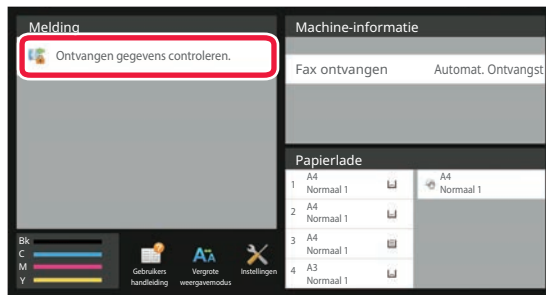 Melding
Ontvangen gegevens controleren.
Machine-informatie
Fax ontvangen Automat. Ontvangst
Papierlade
1 A4
Normaal 1
A4
Normaal 1
2 A4
Normaal 1
3 A4
Normaal 1
4 A3
Normaal 1
Bk
C
M
Y
Gebruikers
handleiding
Vergrote
weergavemodus
Instellingen